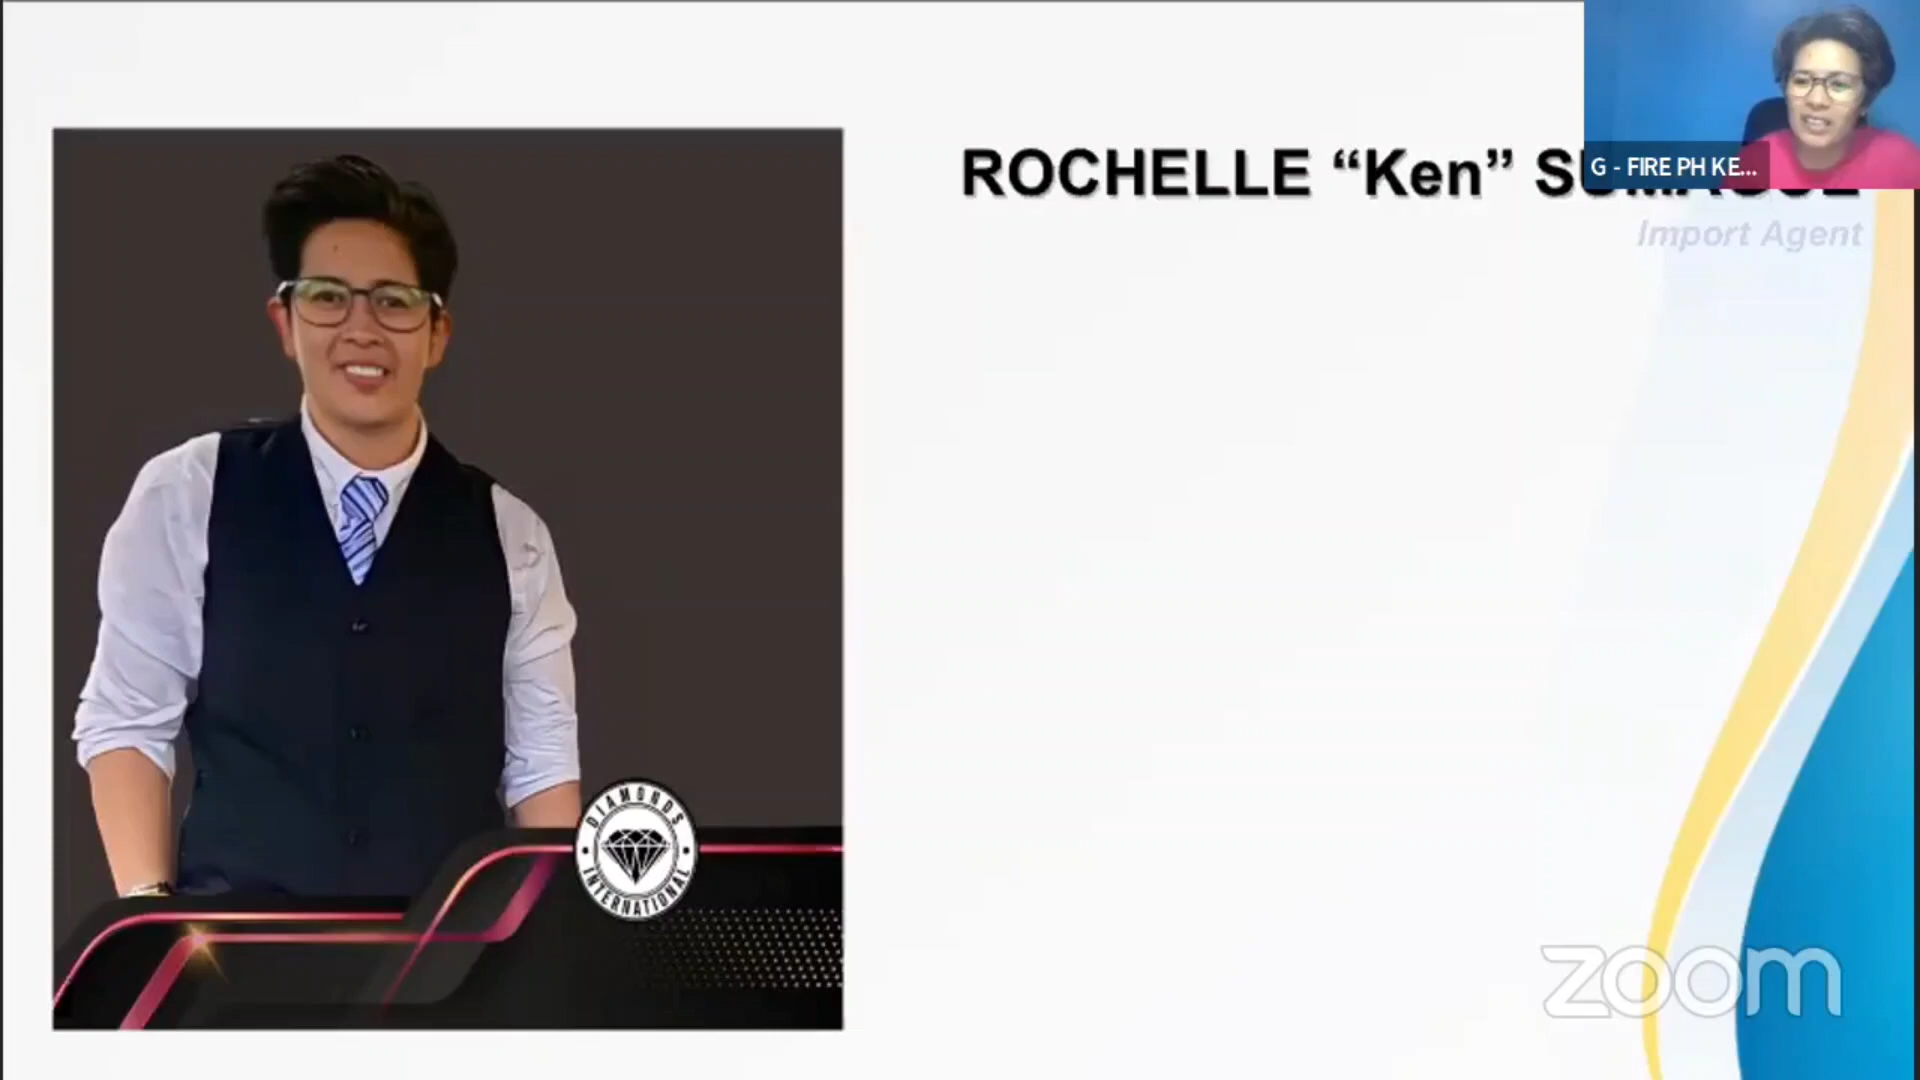 ROCHELLE “Ken”
G - FIRE PH KE...
Import Agent
DIAMONDS
INTERNATIONAL
zoom